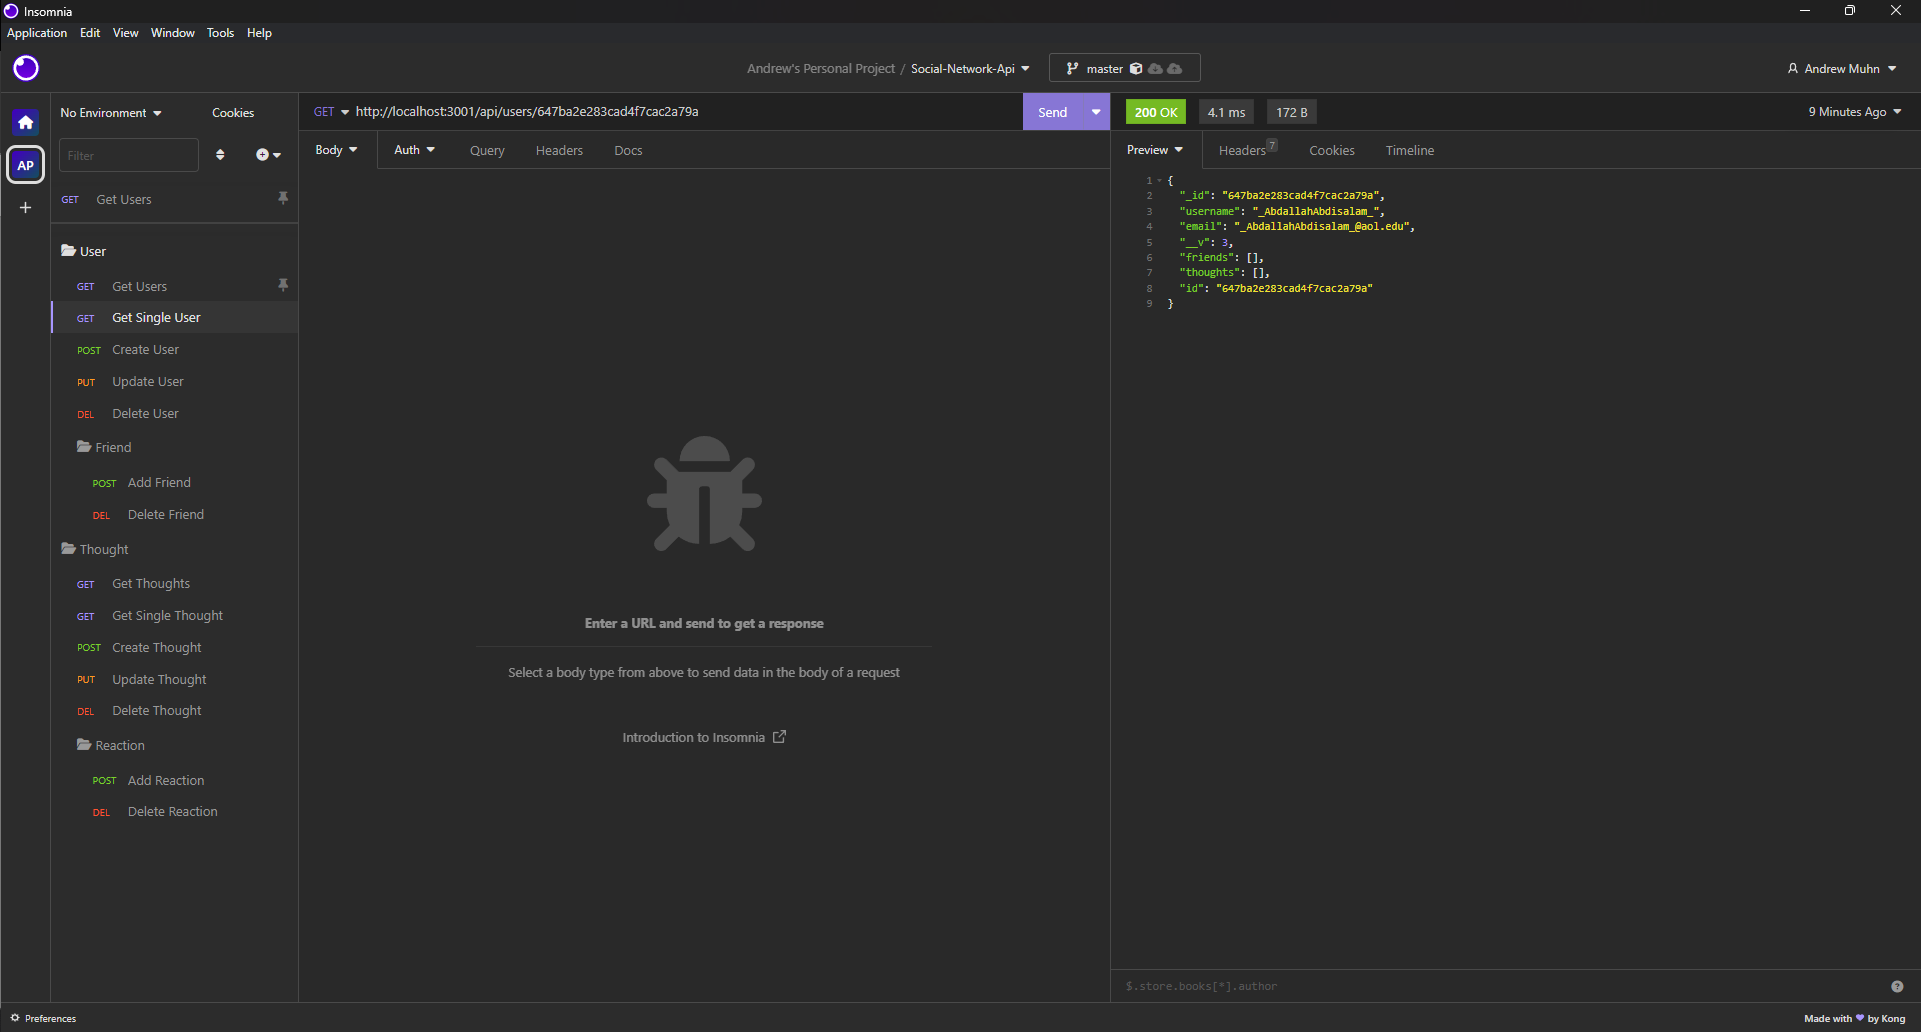 Insomnia
Application Edit View Window Tools Help
Andrew's Personal Project / Social-Network-Api master Andrew Muhn
No Environment Cookies
GET http://localhost:3001/api/users/647ba2e283cad4f7cac2a79a Send
200 OK 4.1 ms 172 B 9 Minutes Ago
AP
Filter
Body Auth Query Headers Docs
Preview Headers 7 Cookies Timeline
GET Get Users
User
GET Get Users
GET Get Single User
POST Create User
PUT Update User
DEL Delete User
Friend
POST Add Friend
DEL Delete Friend
Thought
GET Get Thoughts
GET Get Single Thought
POST Create Thought
PUT Update Thought
DEL Delete Thought
Reaction
POST Add Reaction
DEL Delete Reaction
Enter a URL and send to get a response
Select a body type from above to send data in the body of a request
Introduction to Insomnia
1 {
2 "_id": "647ba2e283cad4f7cac2a79a",
3 "username": "_AbdallahAbdisalam_",
4 "email": "_AbdallahAbdisalam_@aol.edu",
5 "__v": 3,
6 "friends": [],
7 "thoughts": [],
8 "id": "647ba2e283cad4f7cac2a79a"
9 }
$.store.books[*].author
Preferences
Made with by Kong